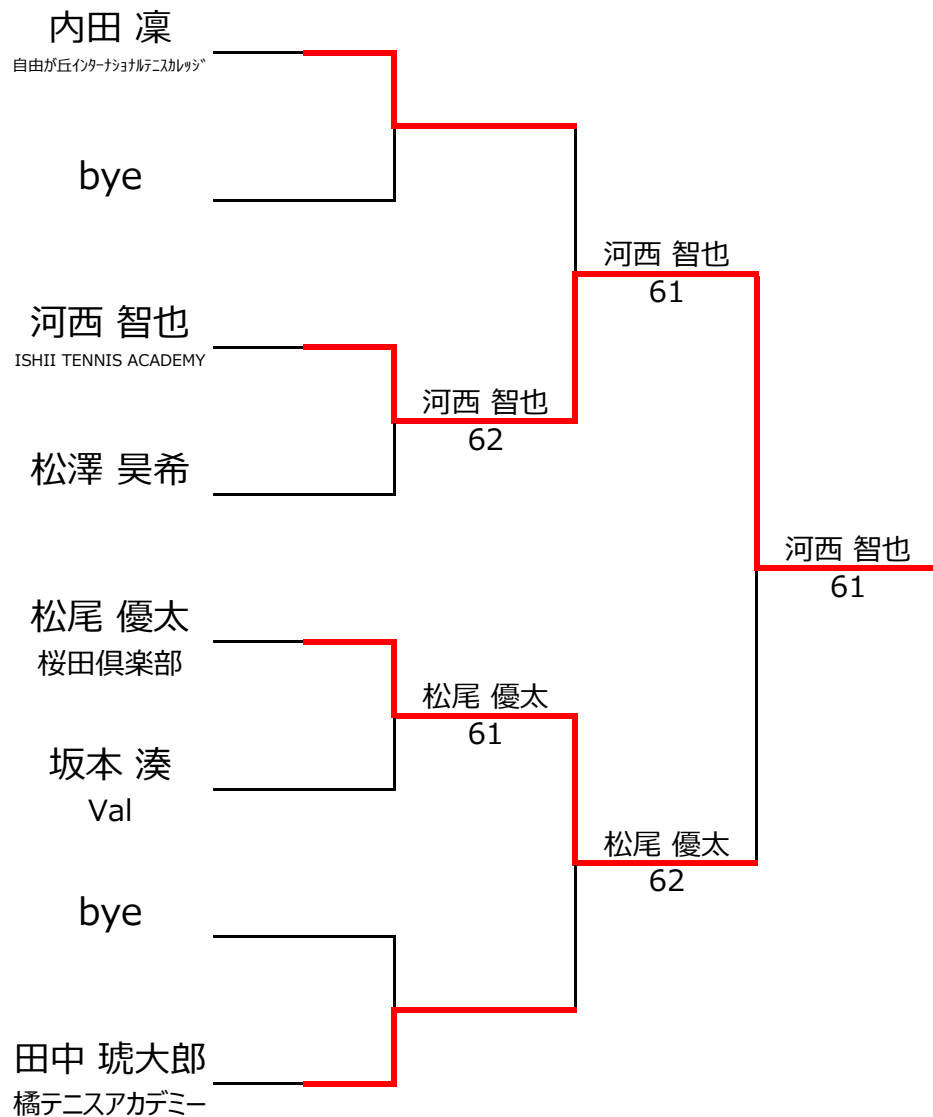 内田 凜
自由が丘ｲﾝﾀｰﾅｼｮﾅﾙﾃﾆｽｶﾚｯｼﾞ
bye
河西 智也
61
河西 智也
ISHII TENNIS ACADEMY
河西 智也
62
松澤 昊希
河西 智也
61
松尾 優太
桜田倶楽部
松尾 優太
61
坂本 湊
Val
松尾 優太
62
bye
田中 琥大郎
橘テニスアカデミー